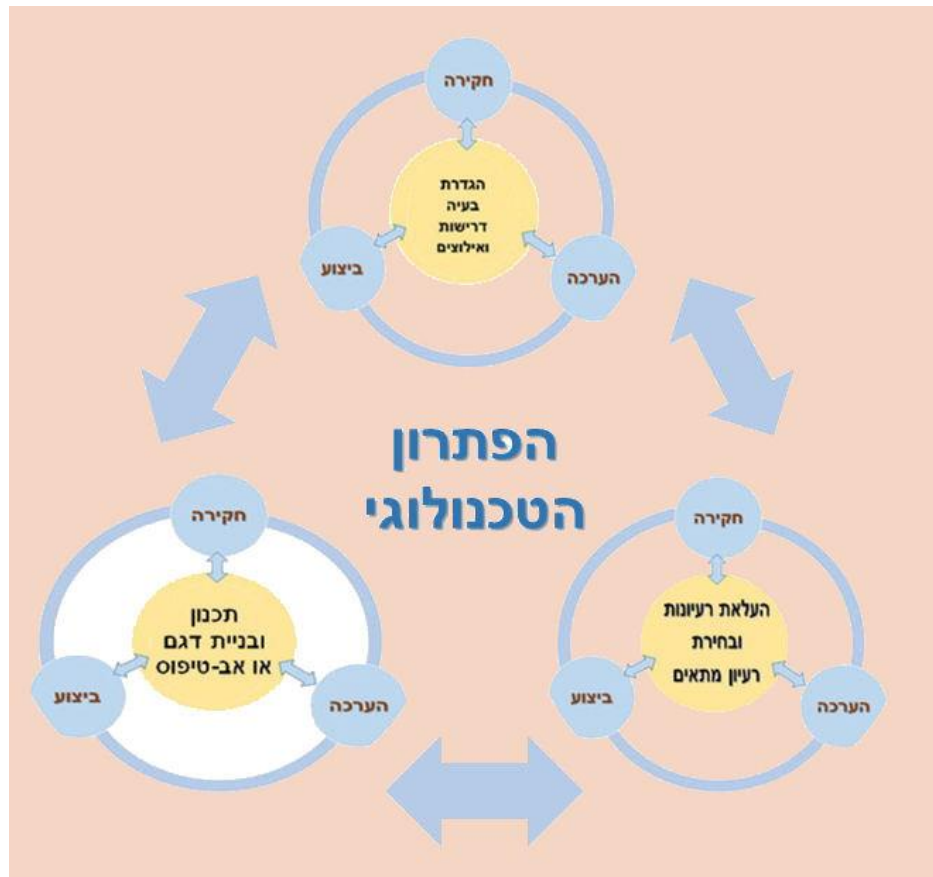 חקירה
הגדרת
בעיה
דרישות
ואילוצים
ביצוע
הערכה
הפתרון
הטכנולוגי
חקירה
העלאת רעיונות
ובחירת
רעיון מתאים
ביצוע
הערכה
חקירה
תכנון
ובניית דגם
או אב-טיפוס
ביצוע
הערכה